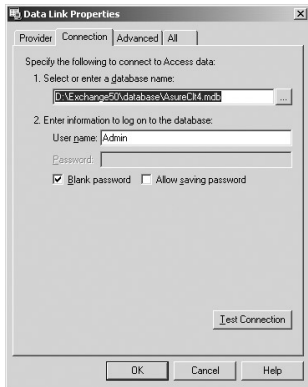 Data Link Properties
Provider Connection Advanced All
Specify the following to connect to Access data:
1. Select or enter a database name:
D:\Exchange50\database\AsureClt4.mdb ...
2. Enter information to log on to the database:
User name: Admin
Password:
Blank password Allow saving password
Test Connection
OK Cancel Help